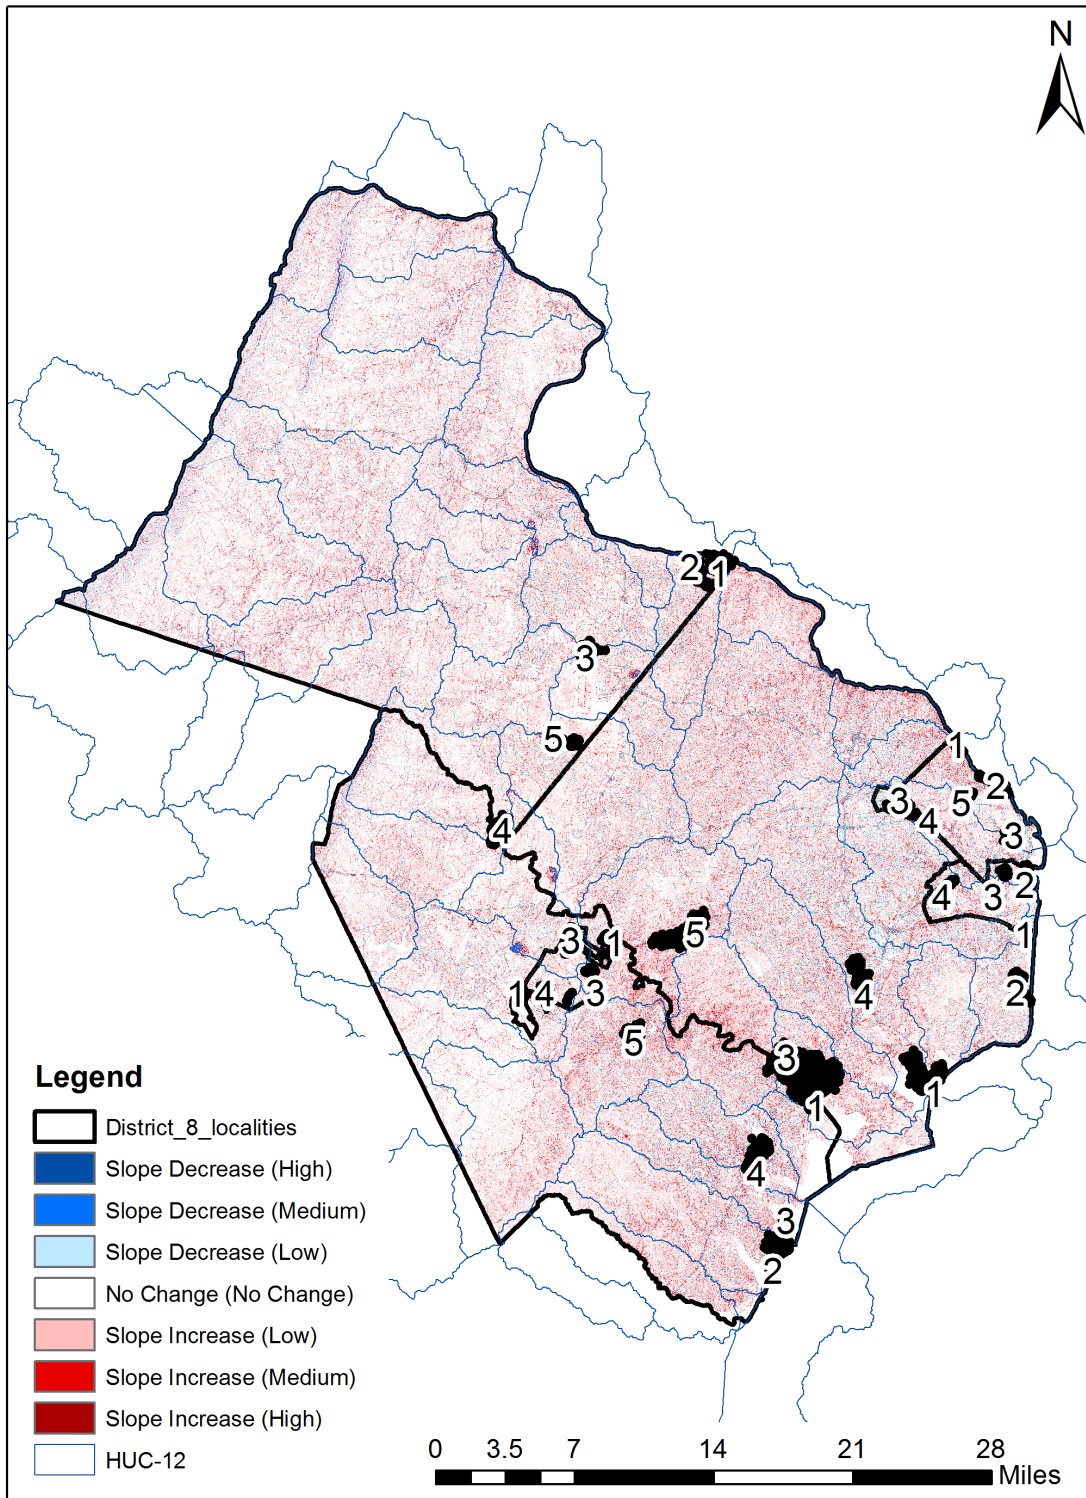 N
2
1
3
5
4
1
2
3
5
4
3
4
3
2
1
5
3
1
4
2
1
4
3
5
3
1
1
4
3
2
Legend
District_8_localities
Slope Decrease (High)
Slope Decrease (Medium)
Slope Decrease (Low)
No Change (No Change)
Slope Increase (Low)
Slope Increase (Medium)
Slope Increase (High)
HUC-12
0 3.5 7 14 21 28
Miles